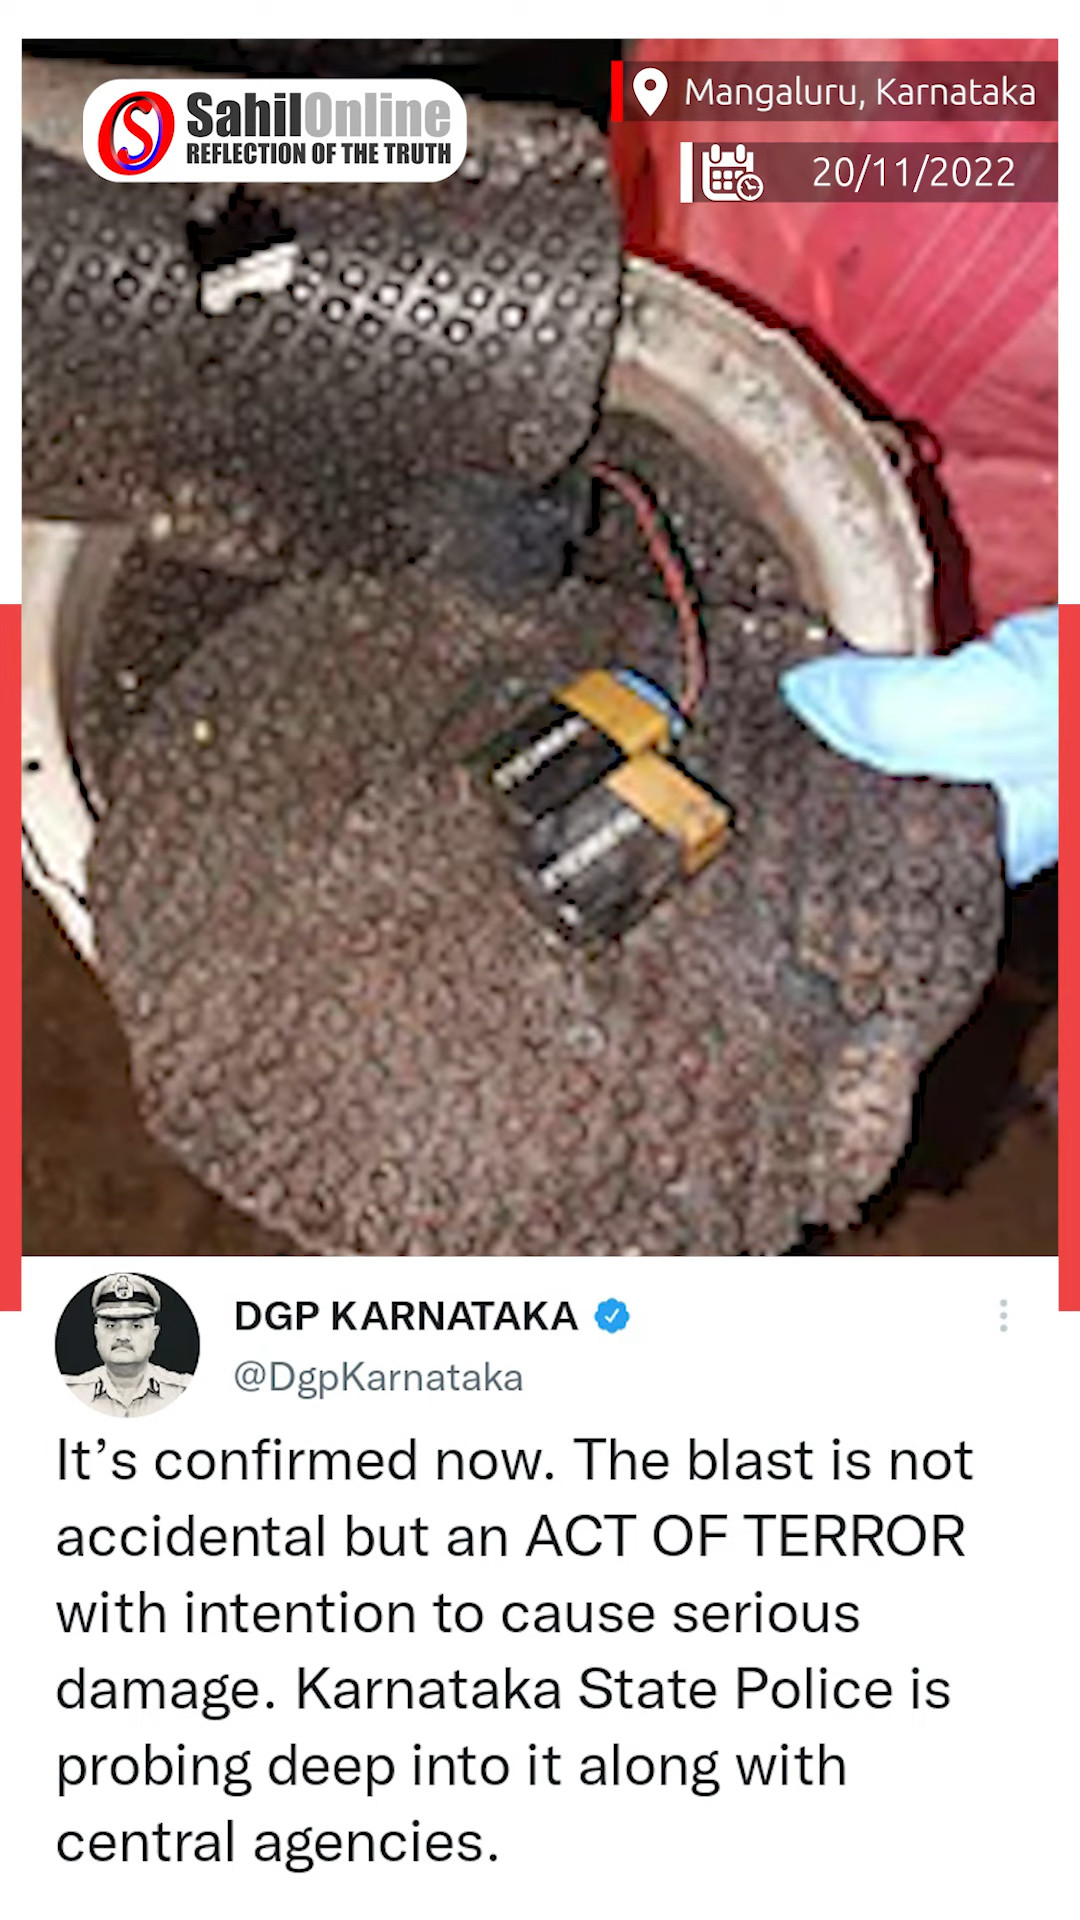 SahilOnline
REFLECTION OF THE TRUTH
Mangaluru, Karnataka
20/11/2022
DGP KARNATAKA
@DgpKarnataka
It’s confirmed now. The blast is not
accidental but an ACT OF TERROR
with intention to cause serious
damage. Karnataka State Police is
probing deep into it along with
central agencies.